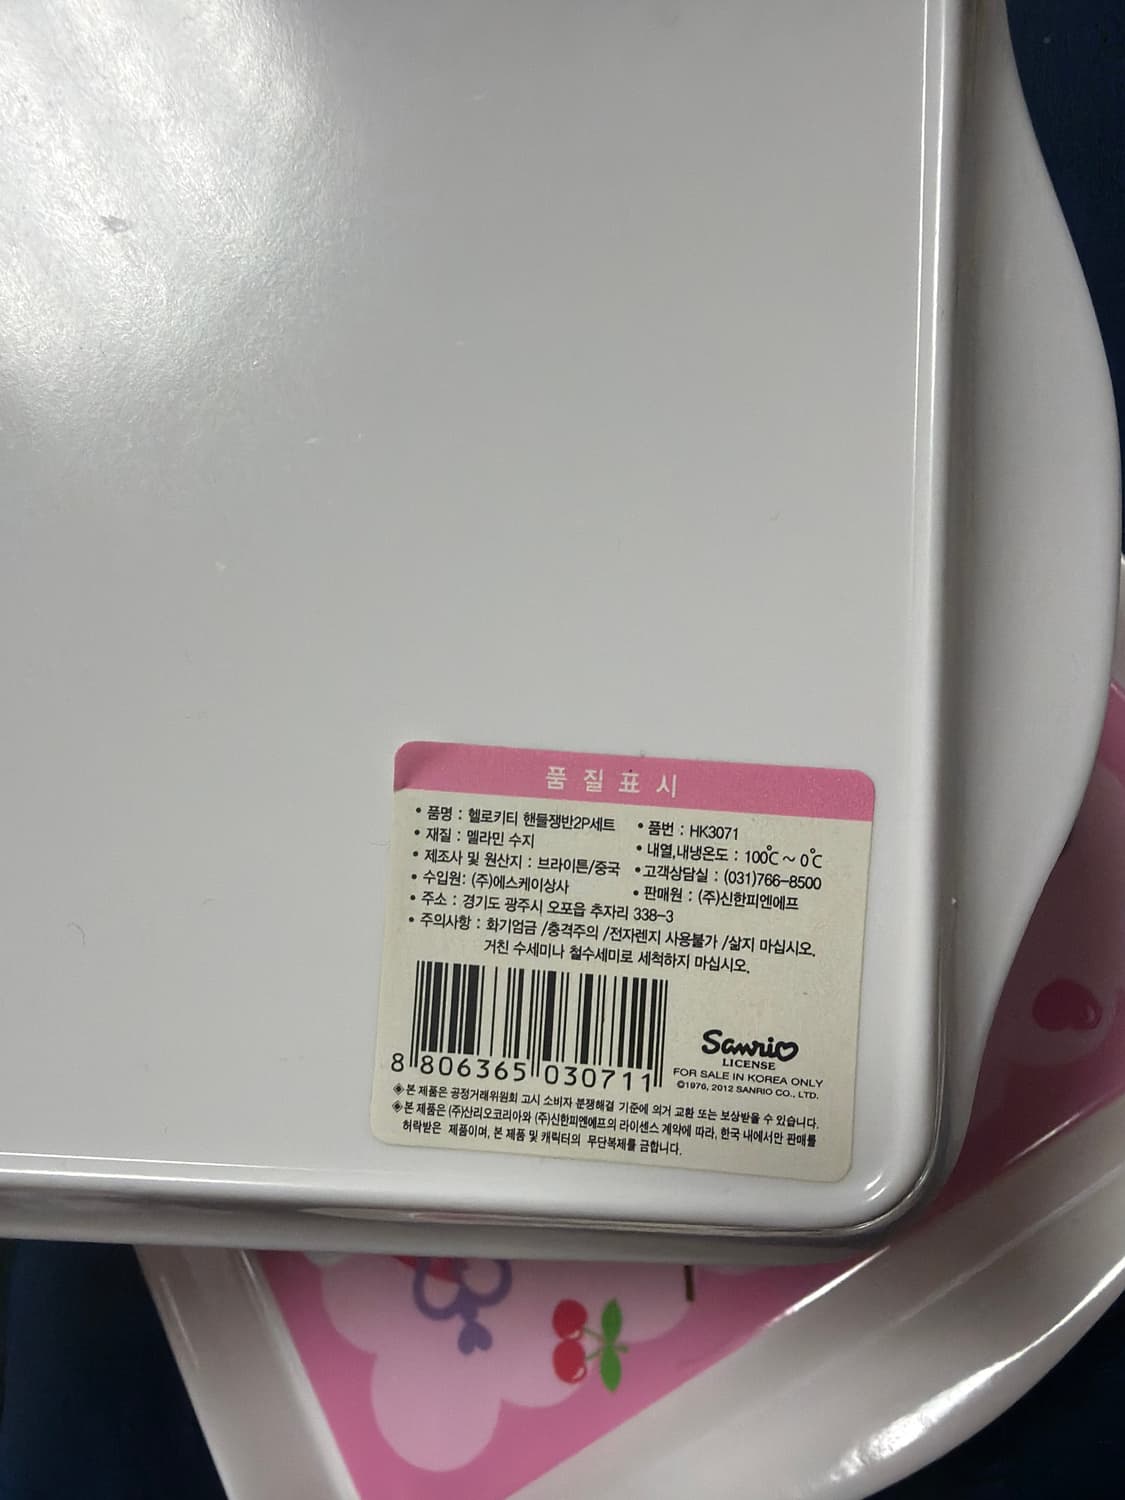 품질표시
• 품명 : 헬로키티 핸들쟁반2P세트
• 품번 : HK3071
• 재질 : 멜라민 수지
• 내열,내냉온도 : 100℃ ~ 0℃
• 제조사 및 원산지 : 브라이튼/중국
• 고객상담실 : (031)766-8500
• 수입원: (주)에스케이상사
• 판매원 : (주)신한피엔에프
• 주소 : 경기도 광주시 오포읍 추자리 338-3
• 주의사항 : 화기엄금 /충격주의 /전자렌지 사용불가 /삶지 마십시오.
거친 수세미나 철수세미로 세척하지 마십시오.
8 806365 030711
Sanrio
LICENSE
FOR SALE IN KOREA ONLY
©1976, 2012 SANRIO CO., LTD.
◈본 제품은 공정거래위원회 고시 소비자 분쟁해결 기준에 의거 교환 또는 보상받을 수 있습니다.
◈본 제품은 (주)산리오코리아와 (주)신한피엔에프의 라이센스 계약에 따라, 한국 내에서만 판매를
허락받은 제품이며, 본 제품 및 캐릭터의 무단복제를 금합니다.